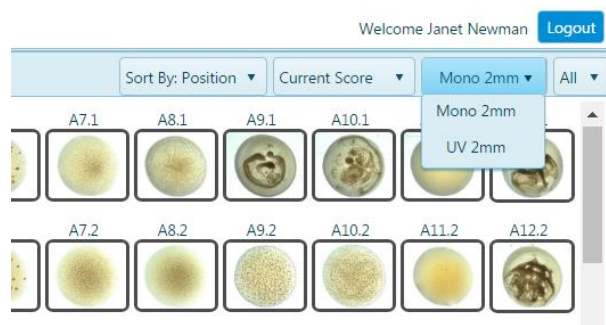 Welcome Janet Newman Logout
Sort By: Position ▼ Current Score ▼ Mono 2mm ▼ All ▼
Mono 2mm
UV 2mm
A7.1 A8.1 A9.1 A10.1
A7.2 A8.2 A9.2 A10.2 A11.2 A12.2